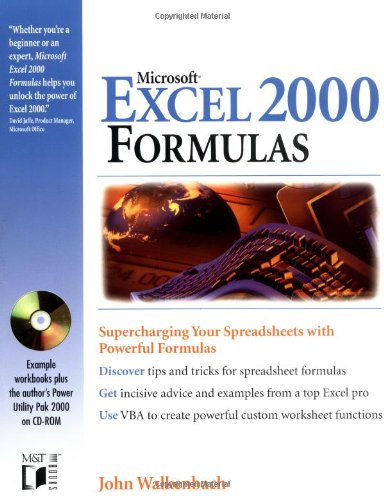 Copyrighted Material
"Whether you're a
beginner or an
expert, Microsoft
Excel 2000
Formulas helps you
unlock the power of
Excel 2000."
David Jaffe, Product Manager,
Microsoft Office
Microsoft®
EXCEL 2000
FORMULAS
Supercharging Your Spreadsheets with
Powerful Formulas
Discover tips and tricks for spreadsheet formulas
Get incisive advice and examples from a top Excel pro
Use VBA to create powerful custom worksheet functions
Example
workbooks plus
the author's Power
Utility Pak 2000
on CD-ROM
M&T
BOOKS
John Walkenbach
Copyrighted Material